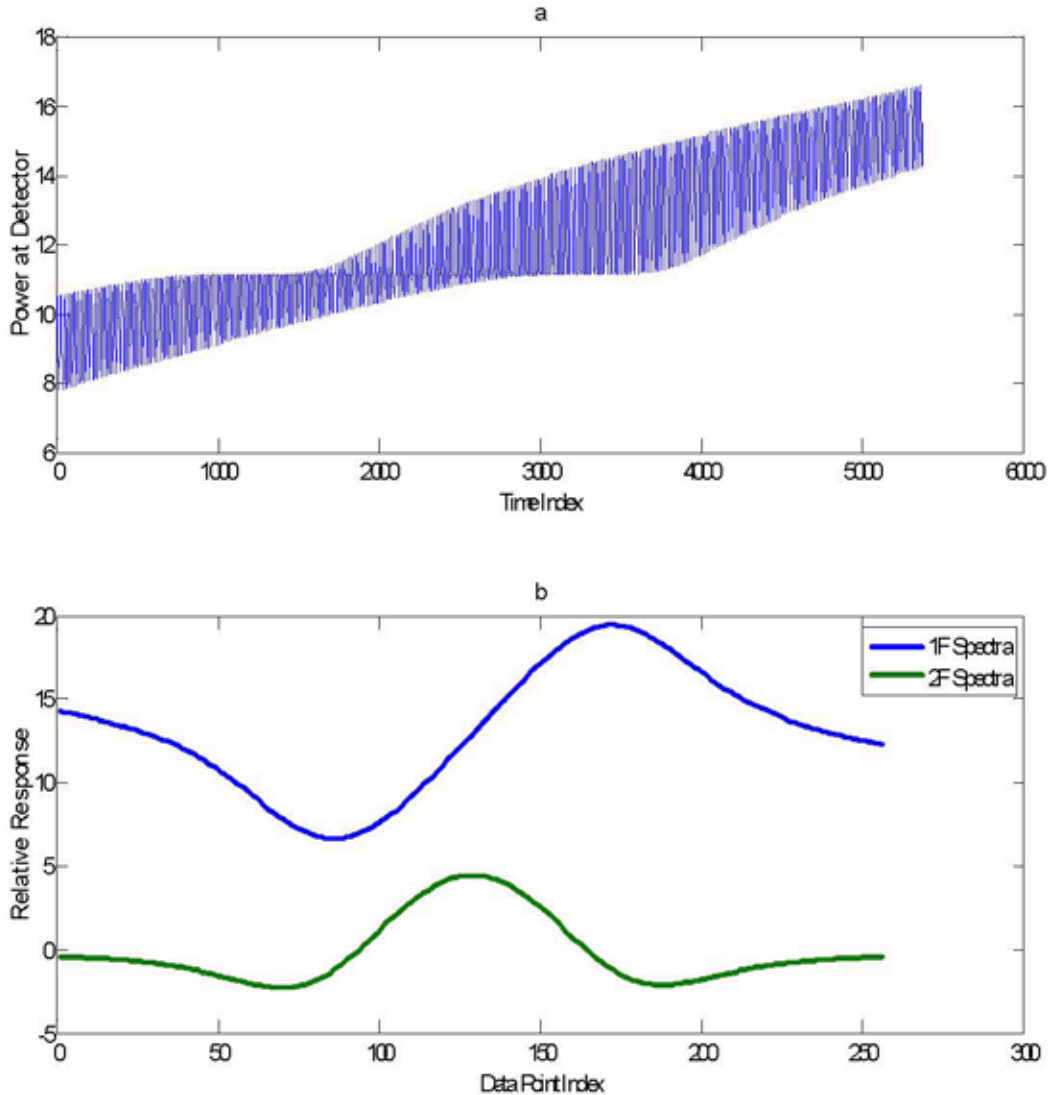 a
18
16
14
12
10
8
6
Power at Detector
0 1000 2000 3000 4000 5000 6000
Time Index
b
20
15
10
5
0
-5
Relative Response
1F Spectra
2F Spectra
0 50 100 150 200 250 300
Data Point Index